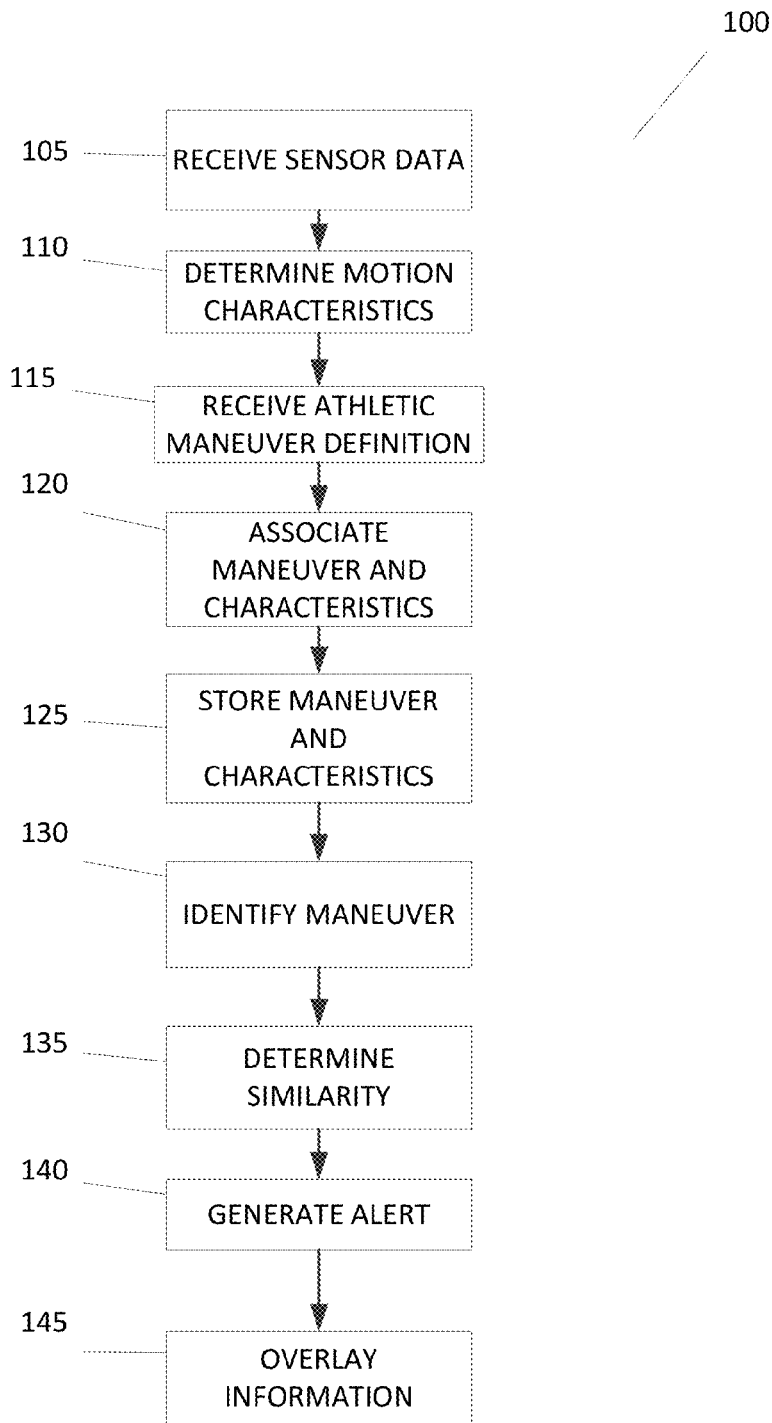 100
105
RECEIVE SENSOR DATA
110
DETERMINE MOTION
CHARACTERISTICS
115
RECEIVE ATHLETIC
MANEUVER DEFINITION
120
ASSOCIATE
MANEUVER AND
CHARACTERISTICS
125
STORE MANEUVER
AND
CHARACTERISTICS
130
IDENTIFY MANEUVER
135
DETERMINE
SIMILARITY
140
GENERATE ALERT
145
OVERLAY
INFORMATION